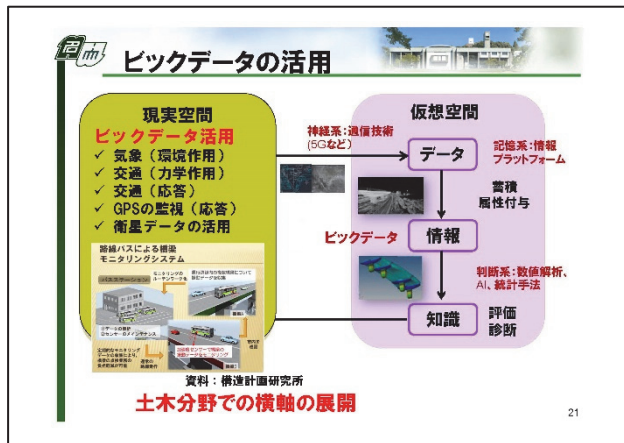 ビックデータの活用
現実空間
ビックデータ活用
✓ 気象（環境作用）
✓ 交通（力学作用）
✓ 交通（応答）
✓ GPSの監視（応答）
✓ 衛星データの活用
路線バスによる橋梁
モニタリングシステム
資料：構造計画研究所
神経系：通信技術
(5Gなど)
仮想空間
データ
記憶系：情報
プラットフォーム
蓄積
属性付与
ビックデータ
情報
判断系：数値解析、
AI、統計手法
知識
評価
診断
土木分野での横軸の展開
21